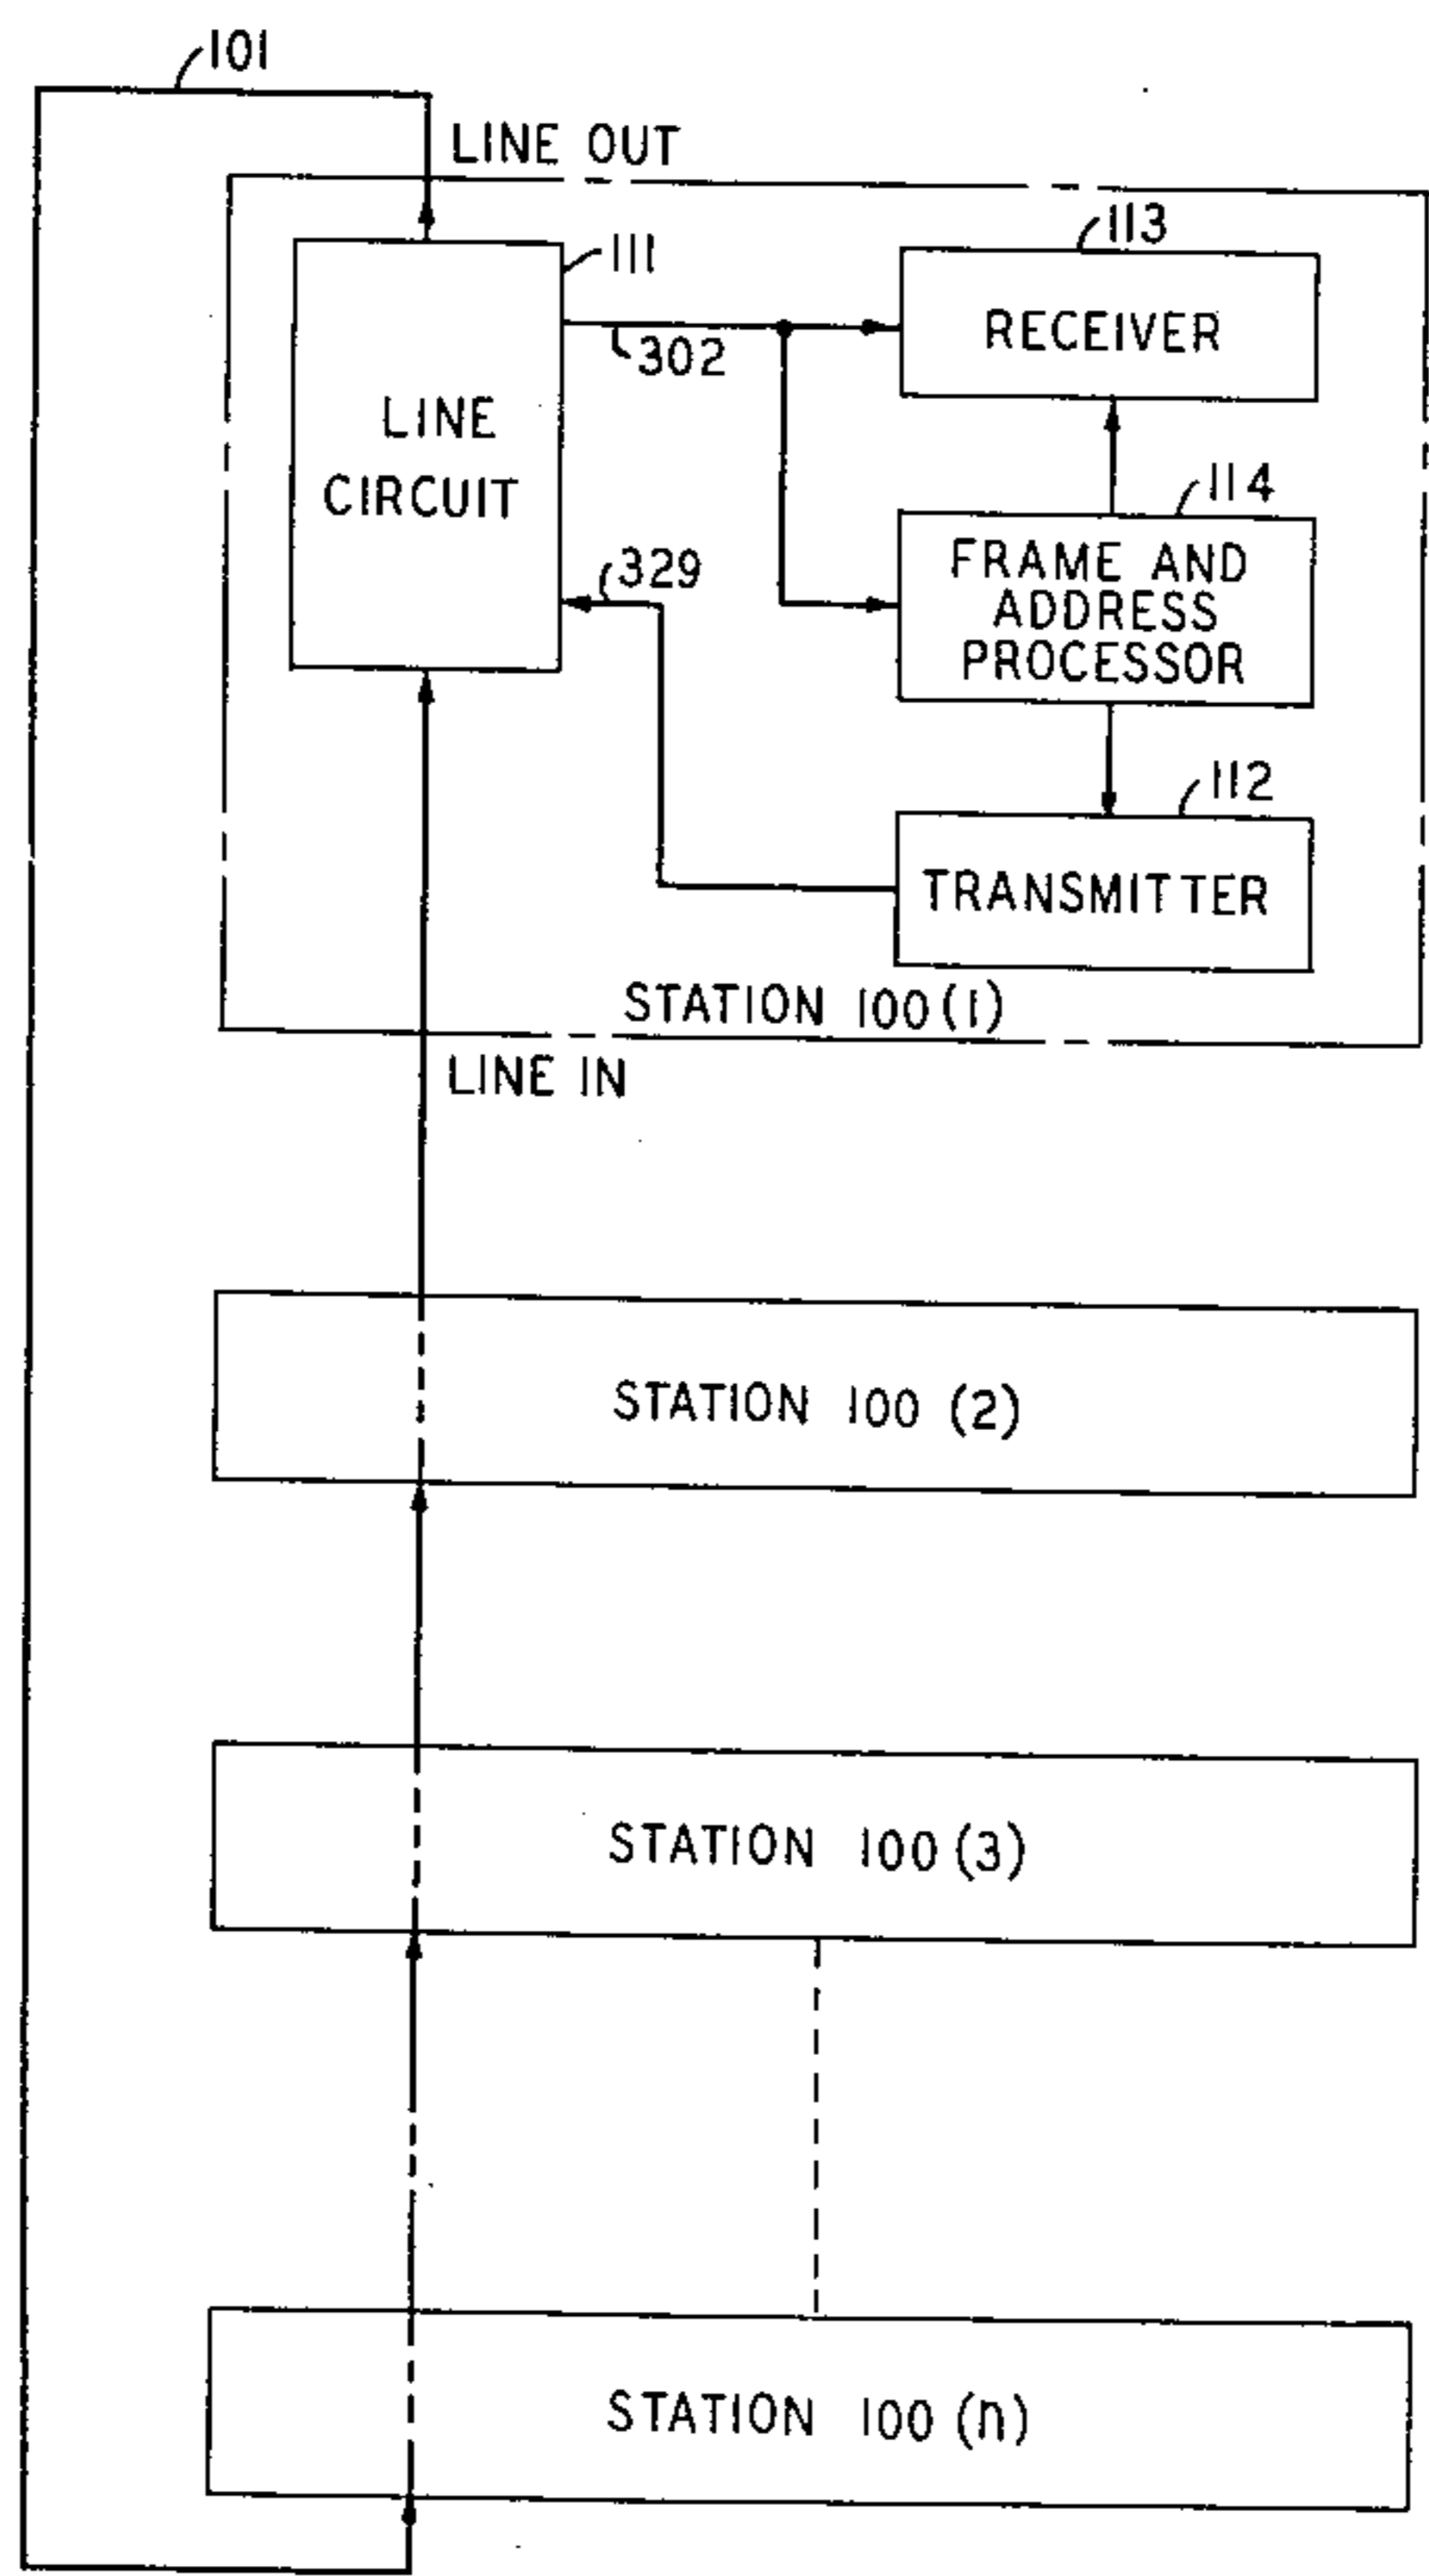 101
LINE OUT
113
111
RECEIVER
302
LINE
CIRCUIT
114
FRAME AND
ADDRESS
PROCESSOR
329
112
TRANSMITTER
STATION 100 (1)
LINE IN
STATION 100 (2)
STATION 100 (3)
STATION 100 (n)